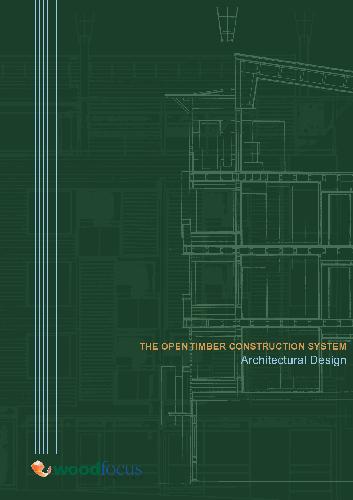 THE OPEN TIMBER CONSTRUCTION SYSTEM
Architectural Design
woodfocus